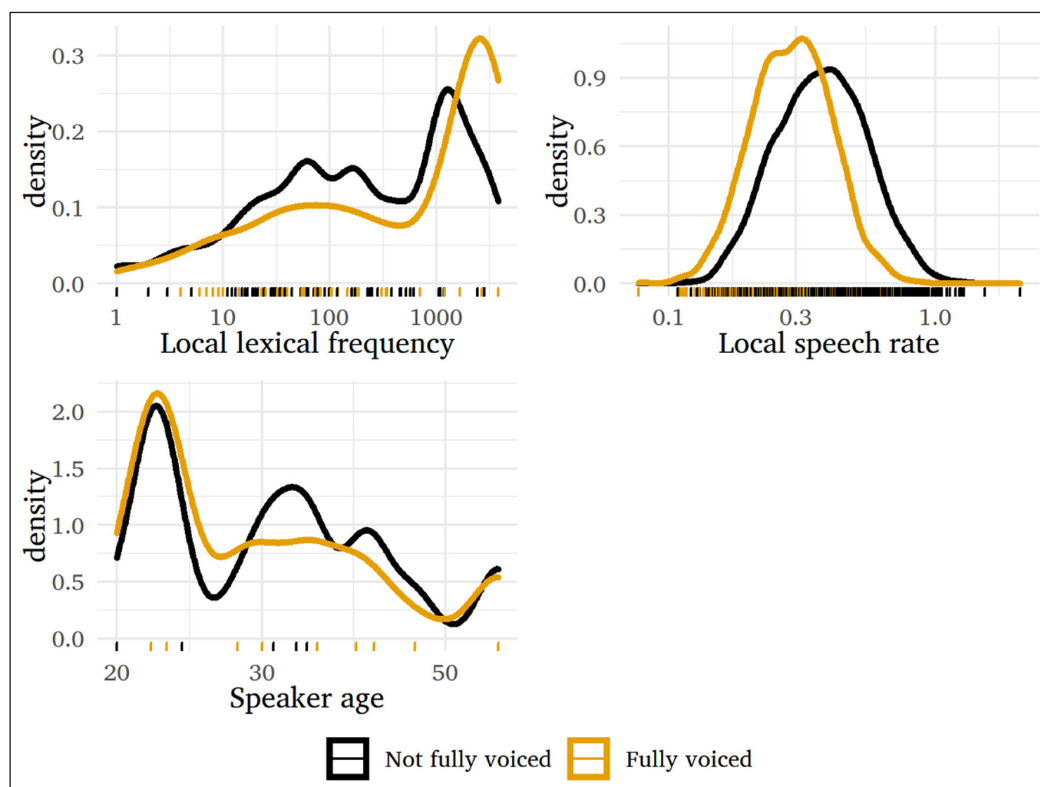 density
0.3
0.2
0.1
0.0
1 10 100 1000
Local lexical frequency
density
0.9
0.6
0.3
0.0
0.1 0.3 1.0
Local speech rate
density
2.0
1.5
1.0
0.5
0.0
20 30 50
Speaker age
Not fully voiced Fully voiced